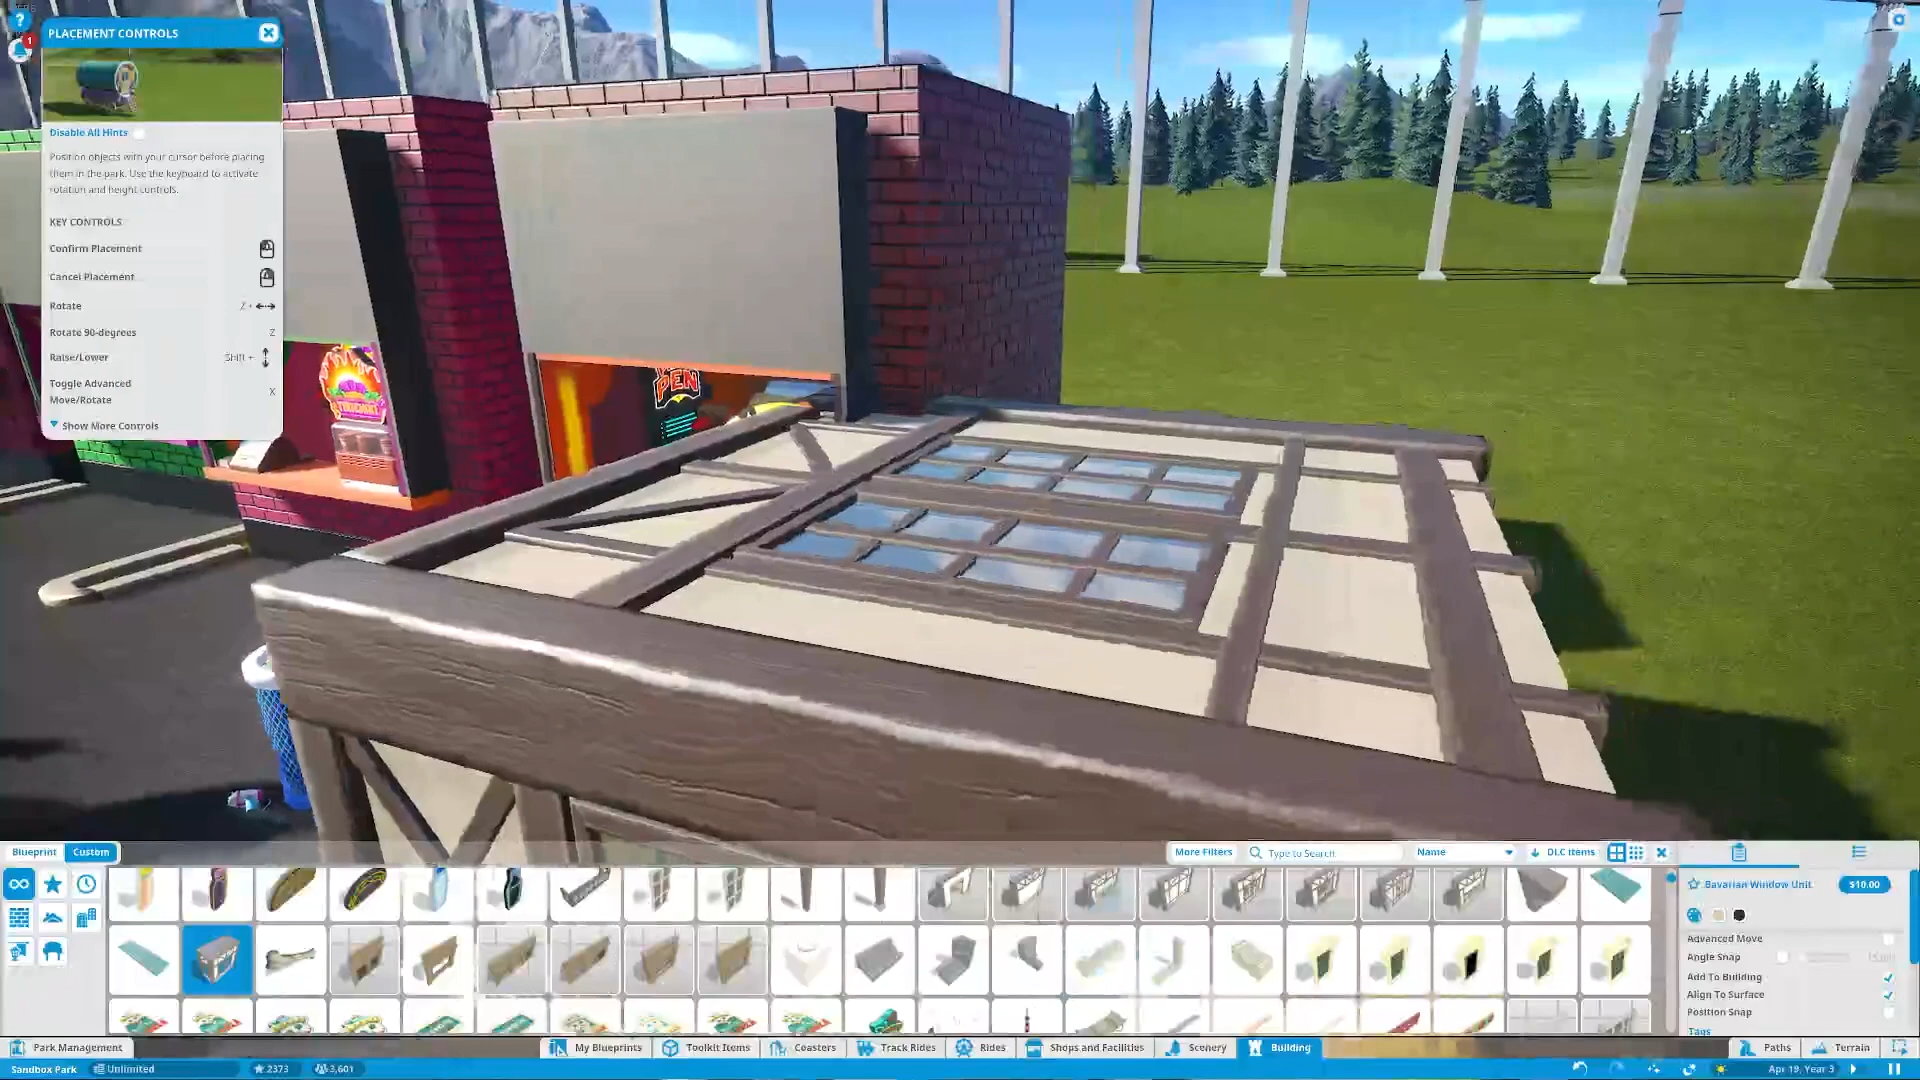 ?
1
PLACEMENT CONTROLS
Disable All Hints
Position objects with your cursor before placing
them in the park. Use the keyboard to activate
rotation and height controls.
KEY CONTROLS
Confirm Placement
Cancel Placement
Rotate Z +
Rotate 90-degrees Z
Raise/Lower Shift +
Toggle Advanced
Move/Rotate X
Show More Controls
PEN
Blueprint Custom
More Filters Type to Search Name DLC Items
Bavarian Window Unit $10.00
Advanced Move
Angle Snap
Add To Building
Align To Surface
Position Snap
Tags
Park Management My Blueprints Toolkit Items Coasters Track Rides Rides Shops and Facilities Scenery Building Paths Terrain
Sandbox Park Unlimited 2373 3,601 Apr 19, Year 3